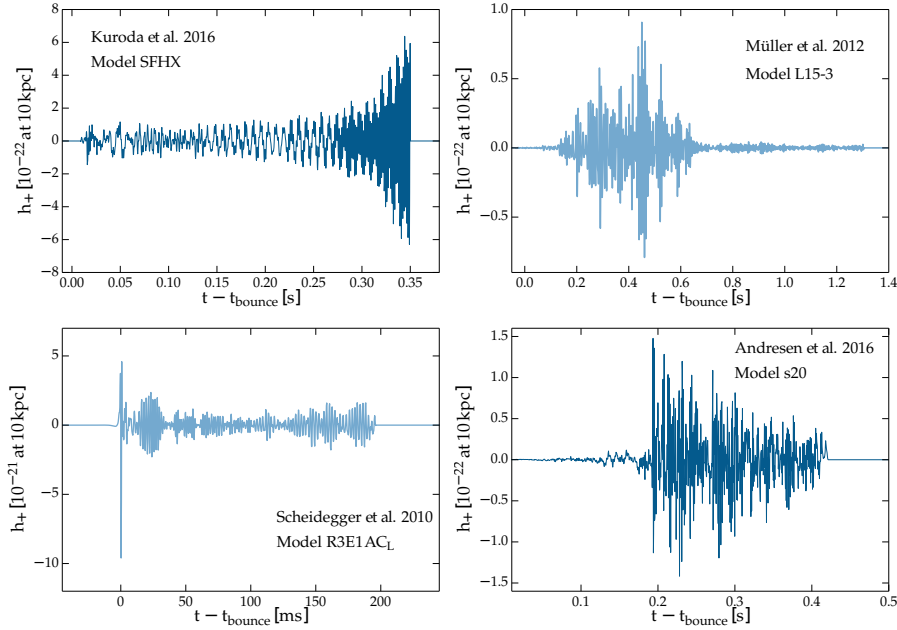 8
6
4
2
0
−2
−4
−6
−8
h+ [10−22 at 10 kpc]
Kuroda et al. 2016
Model SFHX
0.00 0.05 0.10 0.15 0.20 0.25 0.30 0.35
t − tbounce [s]
1.0
0.5
0.0
−0.5
h+ [10−22 at 10 kpc]
Müller et al. 2012
Model L15-3
0.0 0.2 0.4 0.6 0.8 1.0 1.2 1.4
t − tbounce [s]
5
0
−5
−10
h+ [10−21 at 10 kpc]
Scheidegger et al. 2010
Model R3E1ACL
0 50 100 150 200
t − tbounce [ms]
1.5
1.0
0.5
0.0
−0.5
−1.0
−1.5
h+ [10−22 at 10 kpc]
Andresen et al. 2016
Model s20
0.1 0.2 0.3 0.4 0.5
t − tbounce [s]